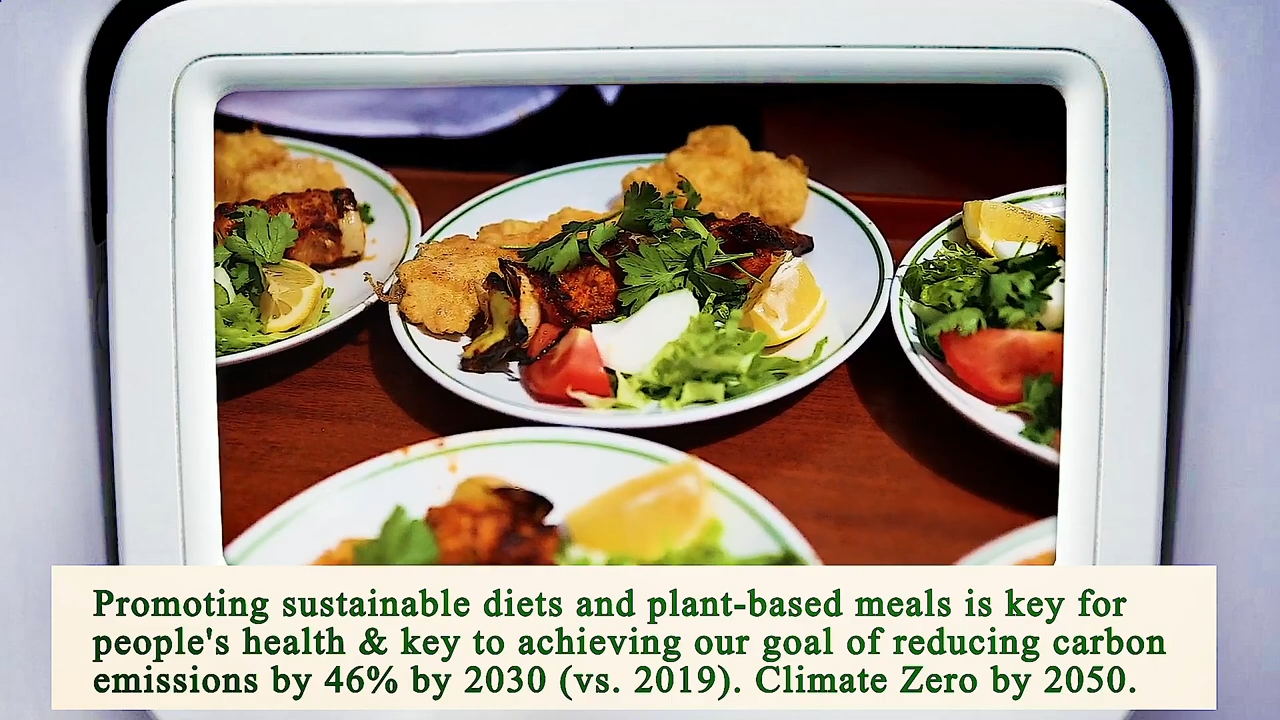 Promoting sustainable diets and plant-based meals is key for
people's health & key to achieving our goal of reducing carbon
emissions by 46% by 2030 (vs. 2019). Climate Zero by 2050.